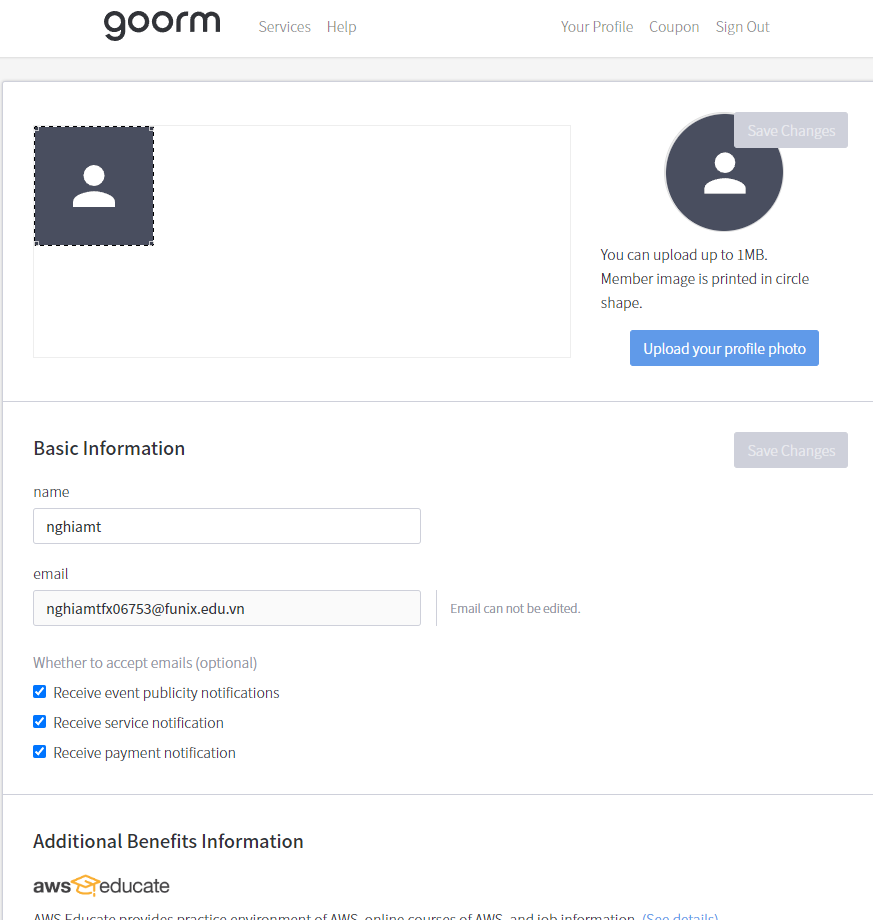 goorm Services Help Your Profile Coupon Sign Out
Save Changes
You can upload up to 1MB.
Member image is printed in circle
shape.
Upload your profile photo
Basic Information Save Changes
name
nghiamt
email
nghiamtfx06753@funix.edu.vn Email can not be edited.
Whether to accept emails (optional)
Receive event publicity notifications
Receive service notification
Receive payment notification
Additional Benefits Information
aws educate
AWS Educate provides practice environment of AWS, online courses of AWS, and job information. (See details)